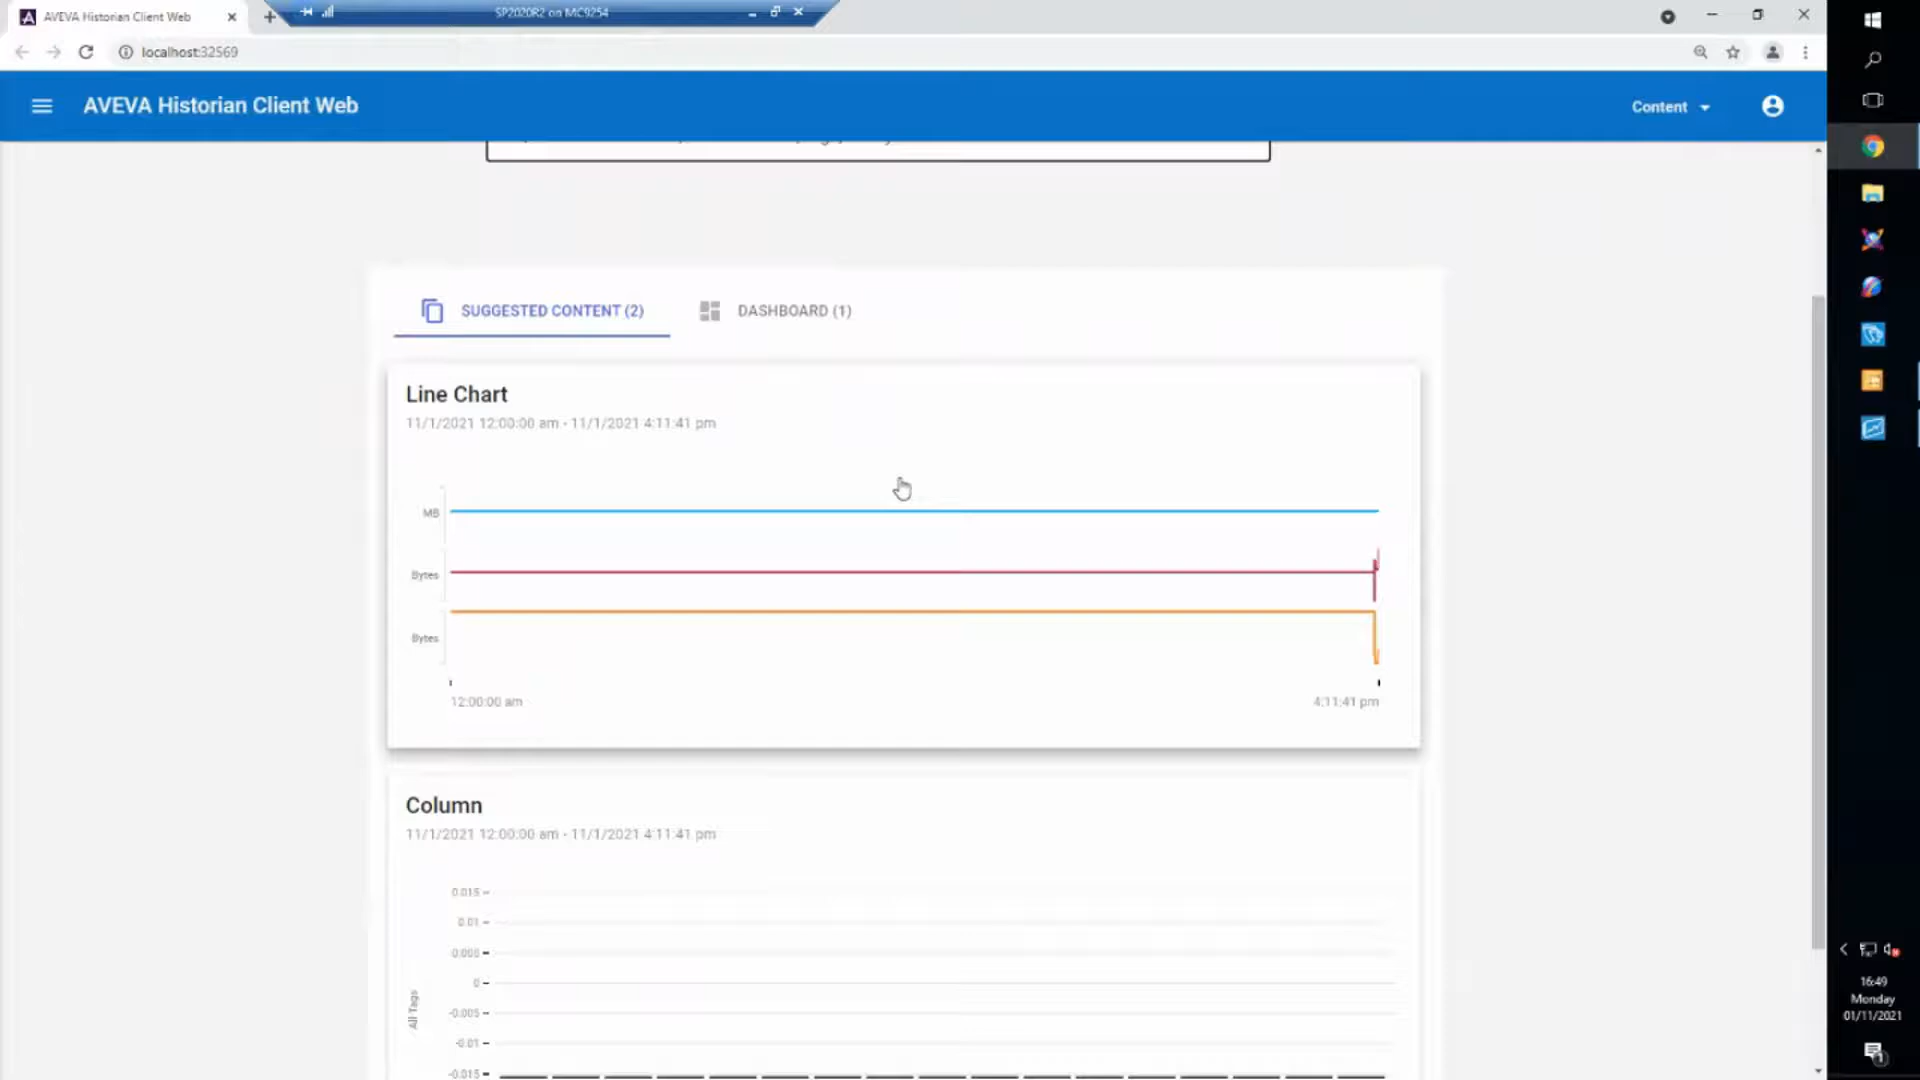 AVEVA Historian Client Web
SP2020R2 on MC9254
localhost:32569
AVEVA Historian Client Web
Content
SUGGESTED CONTENT (2)
DASHBOARD (1)
Line Chart
11/1/2021 12:00:00 am - 11/1/2021 4:11:41 pm
MB
Bytes
Bytes
12:00:00 am
4:11:41 pm
Column
11/1/2021 12:00:00 am - 11/1/2021 4:11:41 pm
0.015
0.01
0.005
0
-0.005
-0.01
-0.015
All Tags
16:49
Monday
01/11/2021
1